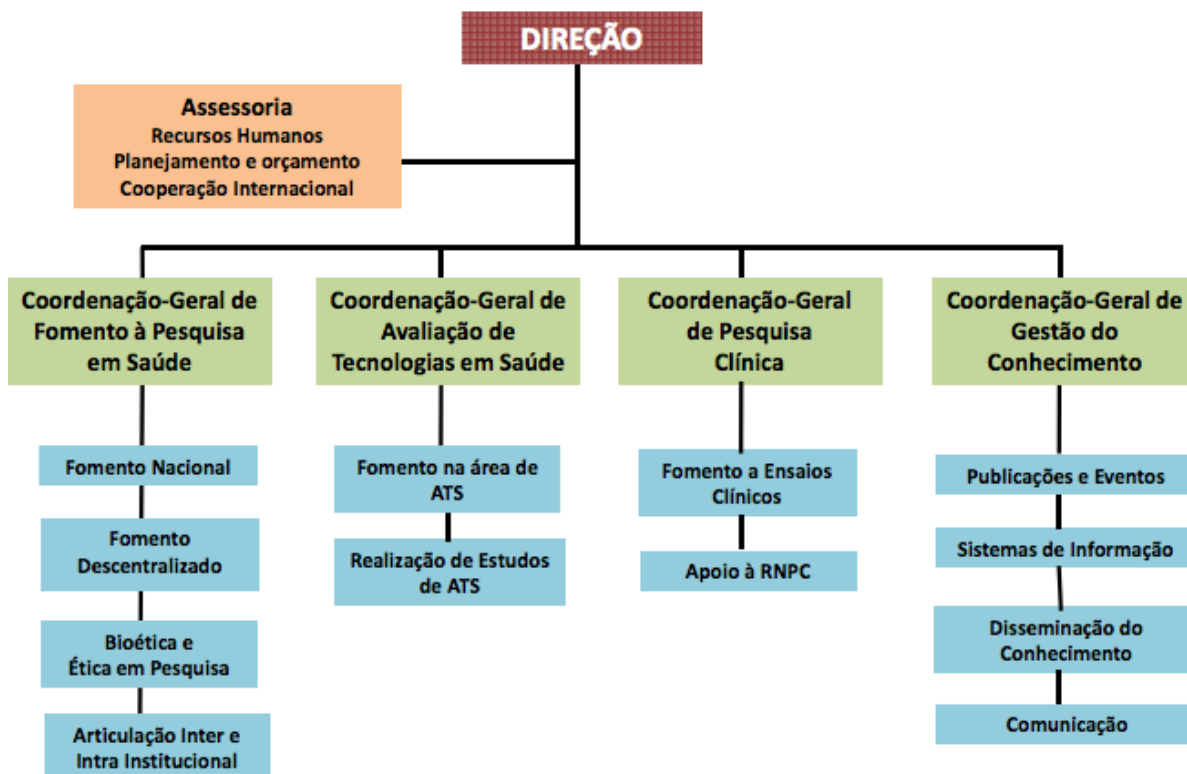 DIREÇÃO
Assessoria
Recursos Humanos
Planejamento e orçamento
Cooperação Internacional
Coordenação-Geral de
Fomento à Pesquisa
em Saúde
Fomento Nacional
Fomento
Descentralizado
Bioética e
Ética em Pesquisa
Articulação Inter e
Intra Institucional
Coordenação-Geral de
Avaliação de
Tecnologias em Saúde
Fomento na área de
ATS
Realização de Estudos
de ATS
Coordenação-Geral
de Pesquisa
Clínica
Fomento a Ensaios
Clínicos
Apoio à RNPC
Coordenação-Geral de
Gestão do
Conhecimento
Publicações e Eventos
Sistemas de Informação
Disseminação do
Conhecimento
Comunicação